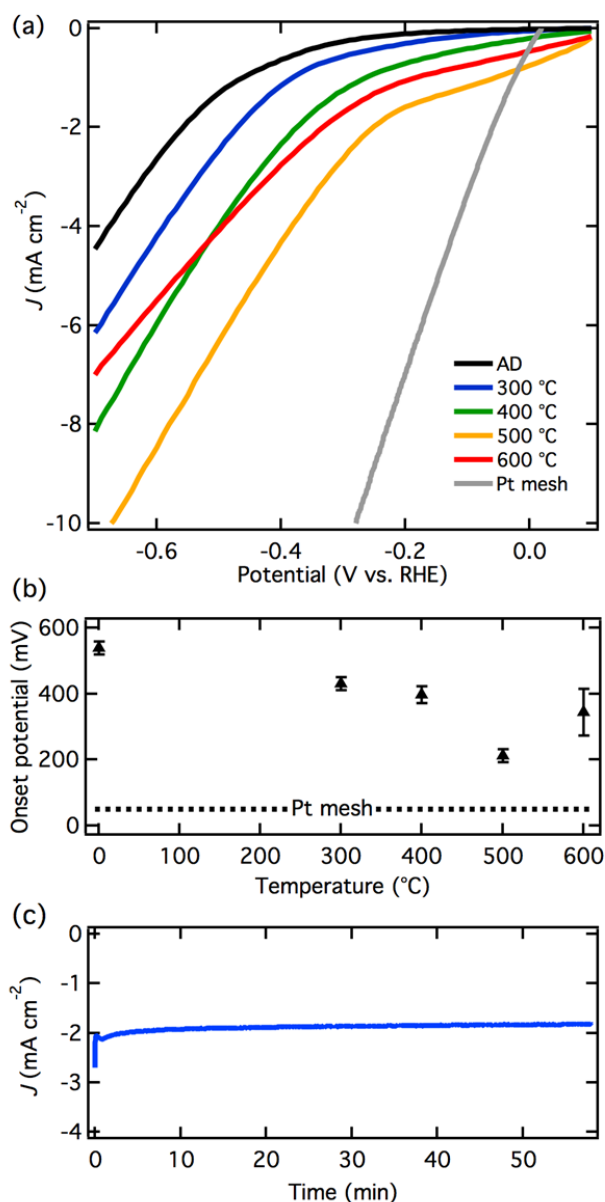 (a)
0
-2
-4
-6
-8
-10
J (mA cm-2)
AD
300 °C
400 °C
500 °C
600 °C
Pt mesh
-0.6 -0.4 -0.2 0.0
Potential (V vs. RHE)
(b)
600
400
200
0
Onset potential (mV)
Pt mesh
0 100 200 300 400 500 600
Temperature (°C)
(c)
0
-1
-2
-3
-4
J (mA cm-2)
0 10 20 30 40 50
Time (min)